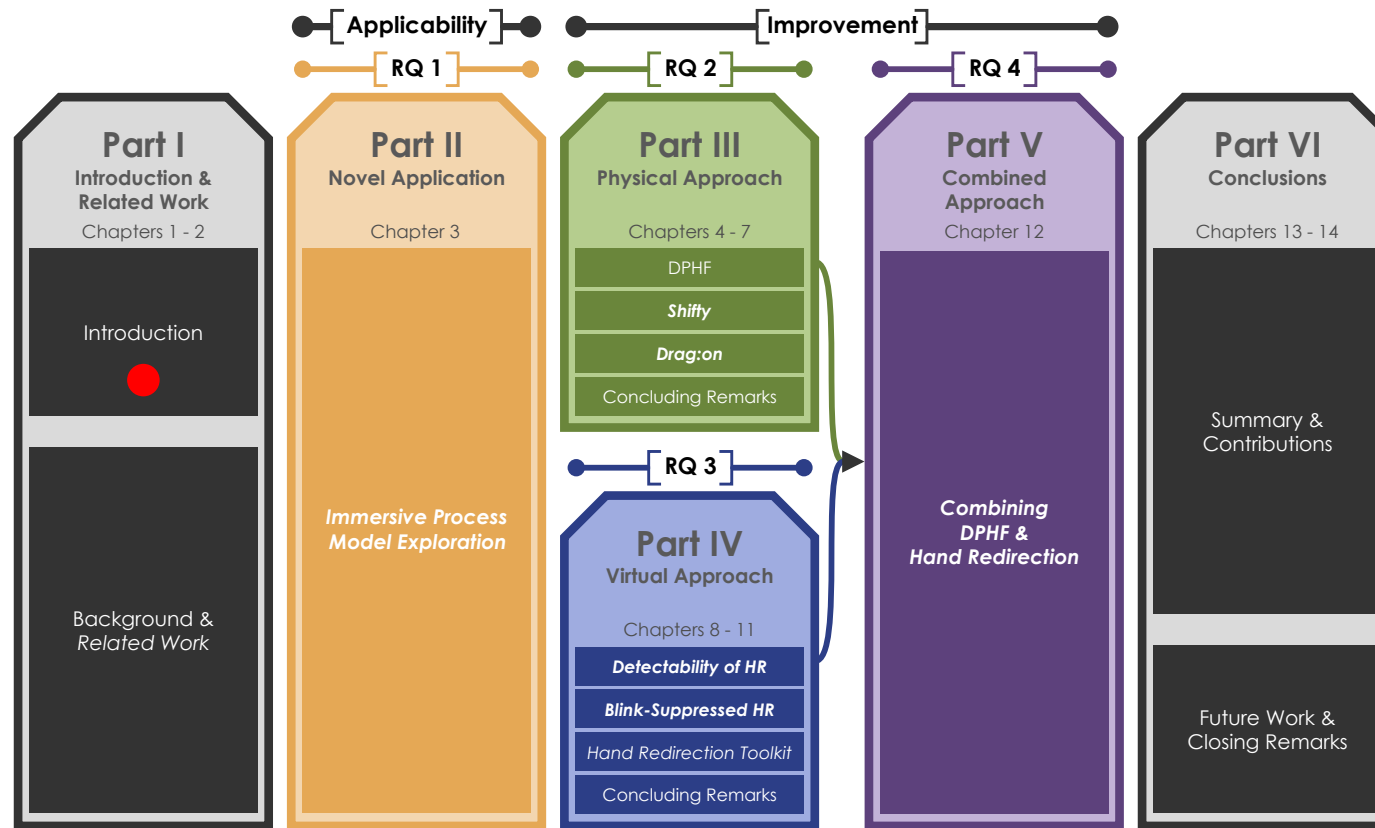 Applicability
Improvement
RQ 1
RQ 2
RQ 4
Part I
Introduction &
Related Work
Chapters 1 - 2
Introduction
Background &
Related Work
Part II
Novel Application
Chapter 3
Immersive Process
Model Exploration
Part III
Physical Approach
Chapters 4 - 7
DPHF
Shifty
Drag:on
Concluding Remarks
RQ 3
Part IV
Virtual Approach
Chapters 8 - 11
Detectability of HR
Blink-Suppressed HR
Hand Redirection Toolkit
Concluding Remarks
Part V
Combined
Approach
Chapter 12
Combining
DPHF &
Hand Redirection
Part VI
Conclusions
Chapters 13 - 14
Summary &
Contributions
Future Work &
Closing Remarks